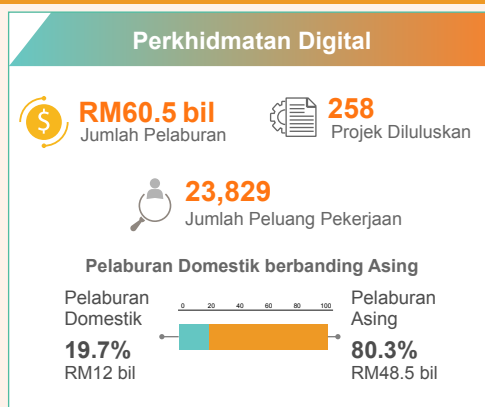 Perkhidmatan Digital
RM60.5 bil
Jumlah Pelaburan
258
Projek Diluluskan
23,829
Jumlah Peluang Pekerjaan
Pelaburan Domestik berbanding Asing
Pelaburan
Domestik
19.7%
RM12 bil
0 20 40 60 80 100
Pelaburan
Asing
80.3%
RM48.5 bil